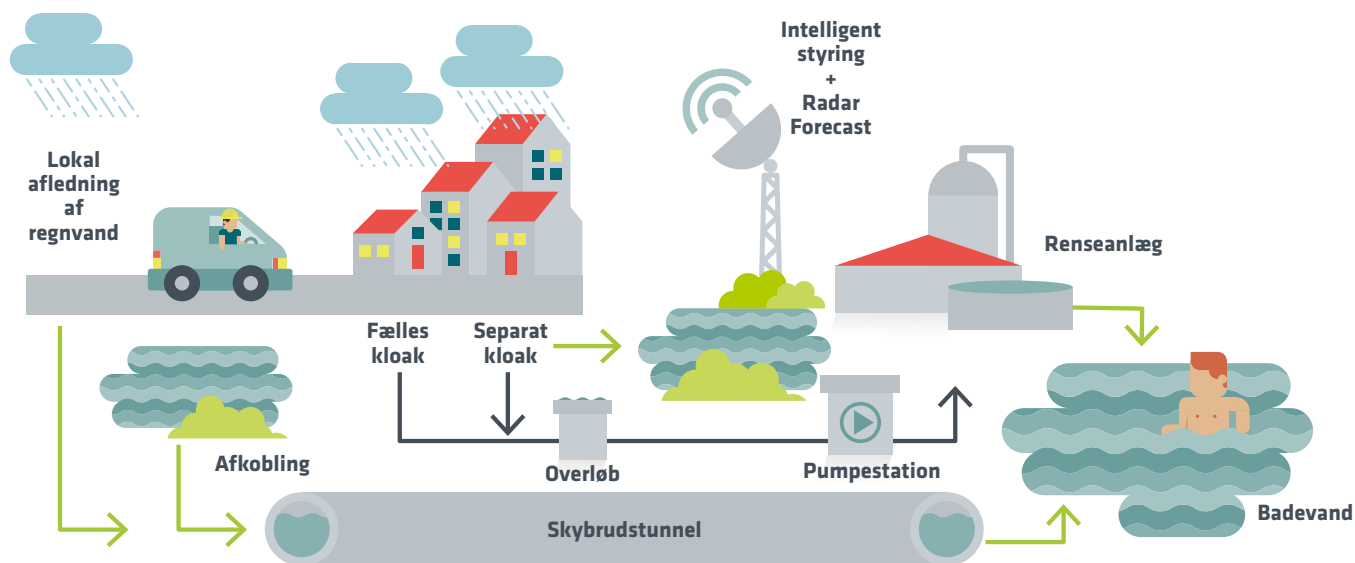 Intelligent
styring
+
Radar
Forecast
Lokal
afledning
af
regnvand
Renseanlæg
Fælles
kloak
Separat
kloak
Afkobling
Overløb
Pumpestation
Skybrudstunnel
Badevand